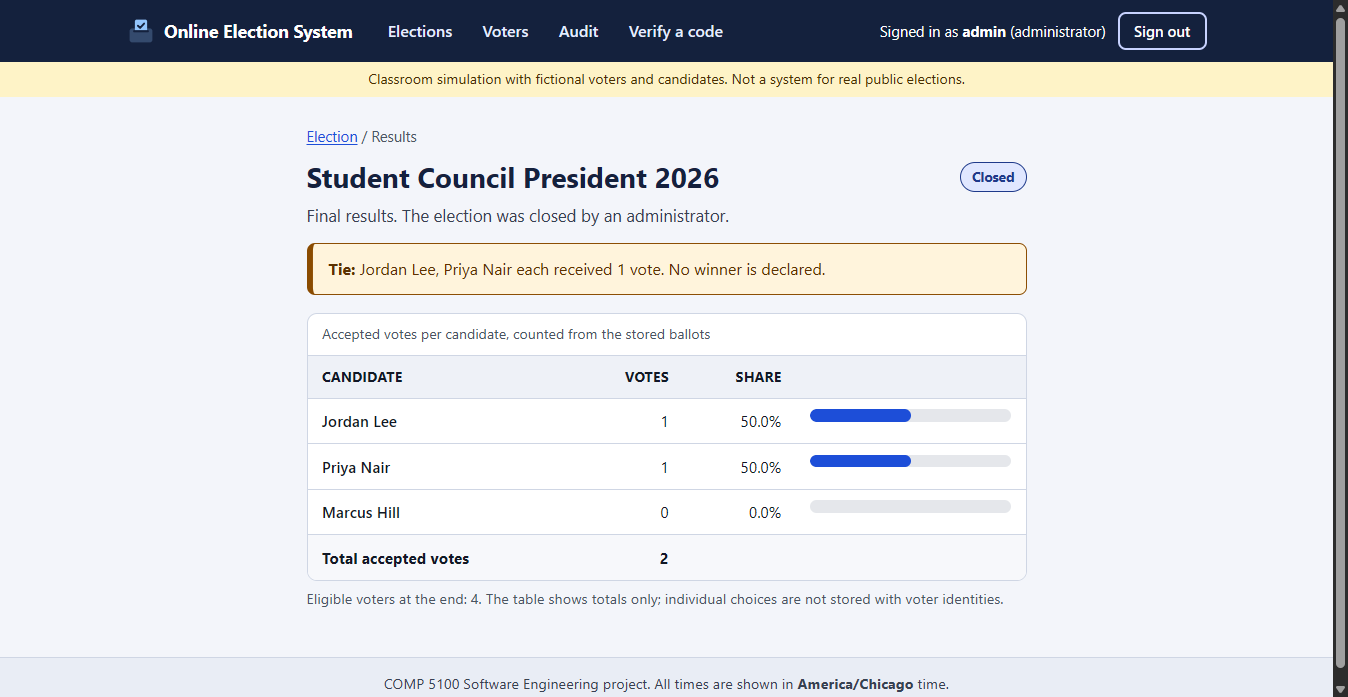 Online Election System Elections Voters Audit Verify a code Signed in as admin (administrator) Sign out
Classroom simulation with fictional voters and candidates. Not a system for real public elections.
Election / Results
Student Council President 2026 Closed
Final results. The election was closed by an administrator.
Tie: Jordan Lee, Priya Nair each received 1 vote. No winner is declared.
Accepted votes per candidate, counted from the stored ballots
CANDIDATE VOTES SHARE
Jordan Lee 1 50.0%
Priya Nair 1 50.0%
Marcus Hill 0 0.0%
Total accepted votes 2
Eligible voters at the end: 4. The table shows totals only; individual choices are not stored with voter identities.
COMP 5100 Software Engineering project. All times are shown in America/Chicago time.